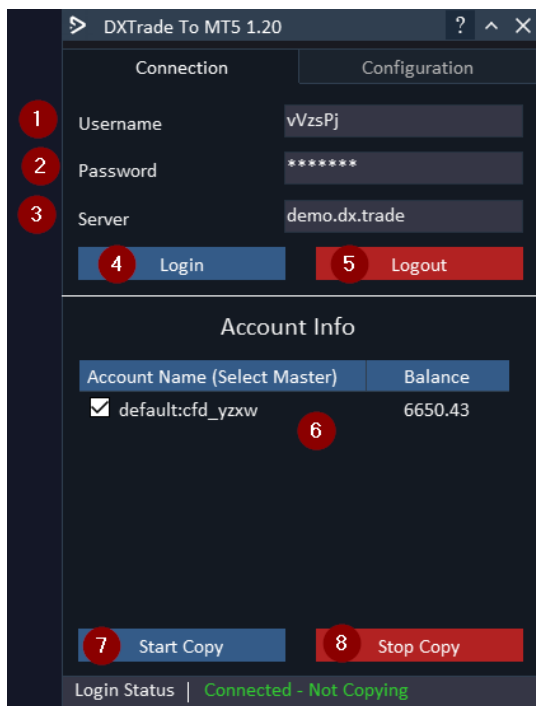 DXTrade To MT5 1.20 ? ^ X
Connection Configuration
1 Username vVzsPj
2 Password *******
3 Server demo.dx.trade
4 Login 5 Logout
Account Info
Account Name (Select Master) Balance
default:cfd_yzxw 6650.43
6
7 Start Copy 8 Stop Copy
Login Status | Connected - Not Copying